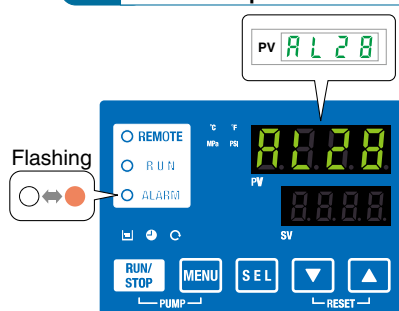 PV AL28
REMOTE
°C °F
MPa PSI
RUN
ALARM
Flashing
AL28
PV
8.8.8.8.
SV
RUN/
STOP
MENU
SEL
PUMP
RESET